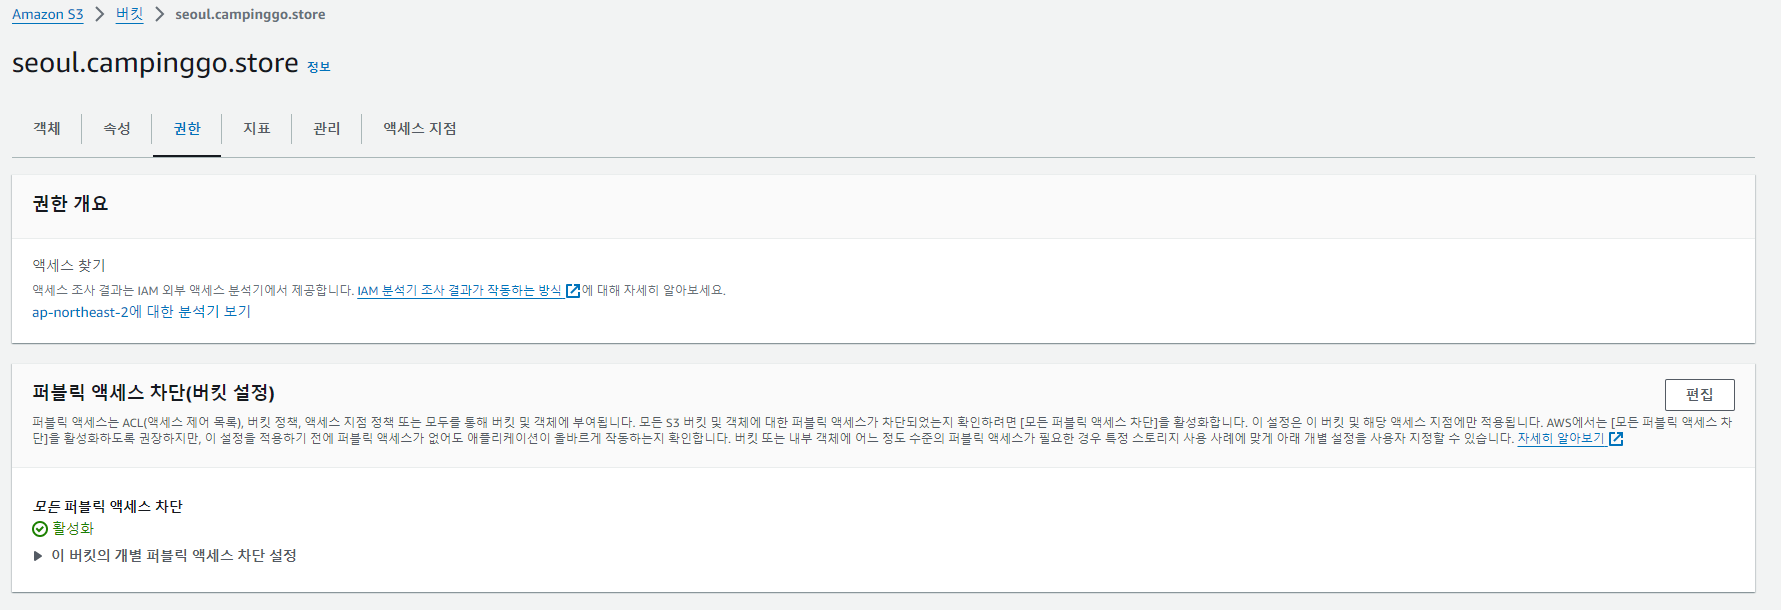 Amazon S3 > 버킷 > seoul.campinggo.store
seoul.campinggo.store 정보
객체 속성 권한 지표 관리 액세스 지점
권한 개요
액세스 찾기
액세스 조사 결과는 IAM 외부 액세스 분석기에서 제공합니다. IAM 분석기 조사 결과가 작동하는 방식에 대해 자세히 알아보세요.
ap-northeast-2에 대한 분석기 보기
퍼블릭 액세스 차단(버킷 설정)
편집
퍼블릭 액세스는 ACL(액세스 제어 목록), 버킷 정책, 액세스 지점 정책 또는 모두를 통해 버킷 및 객체에 부여됩니다. 모든 S3 버킷 및 객체에 대한 퍼블릭 액세스가 차단되었는지 확인하려면 [모든 퍼블릭 액세스 차단]을 활성화합니다. 이 설정은 이 버킷 및 해당 액세스 지점에만 적용됩니다. AWS에서는 [모든 퍼블릭 액세스 차
단]을 활성화하도록 권장하지만, 이 설정을 적용하기 전에 퍼블릭 액세스가 없어도 애플리케이션이 올바르게 작동하는지 확인합니다. 버킷 또는 내부 객체에 어느 정도 수준의 퍼블릭 액세스가 필요한 경우 특정 스토리지 사용 사례에 맞게 아래 개별 설정을 사용자 지정할 수 있습니다. 자세히 알아보기
모든 퍼블릭 액세스 차단
활성화
이 버킷의 개별 퍼블릭 액세스 차단 설정